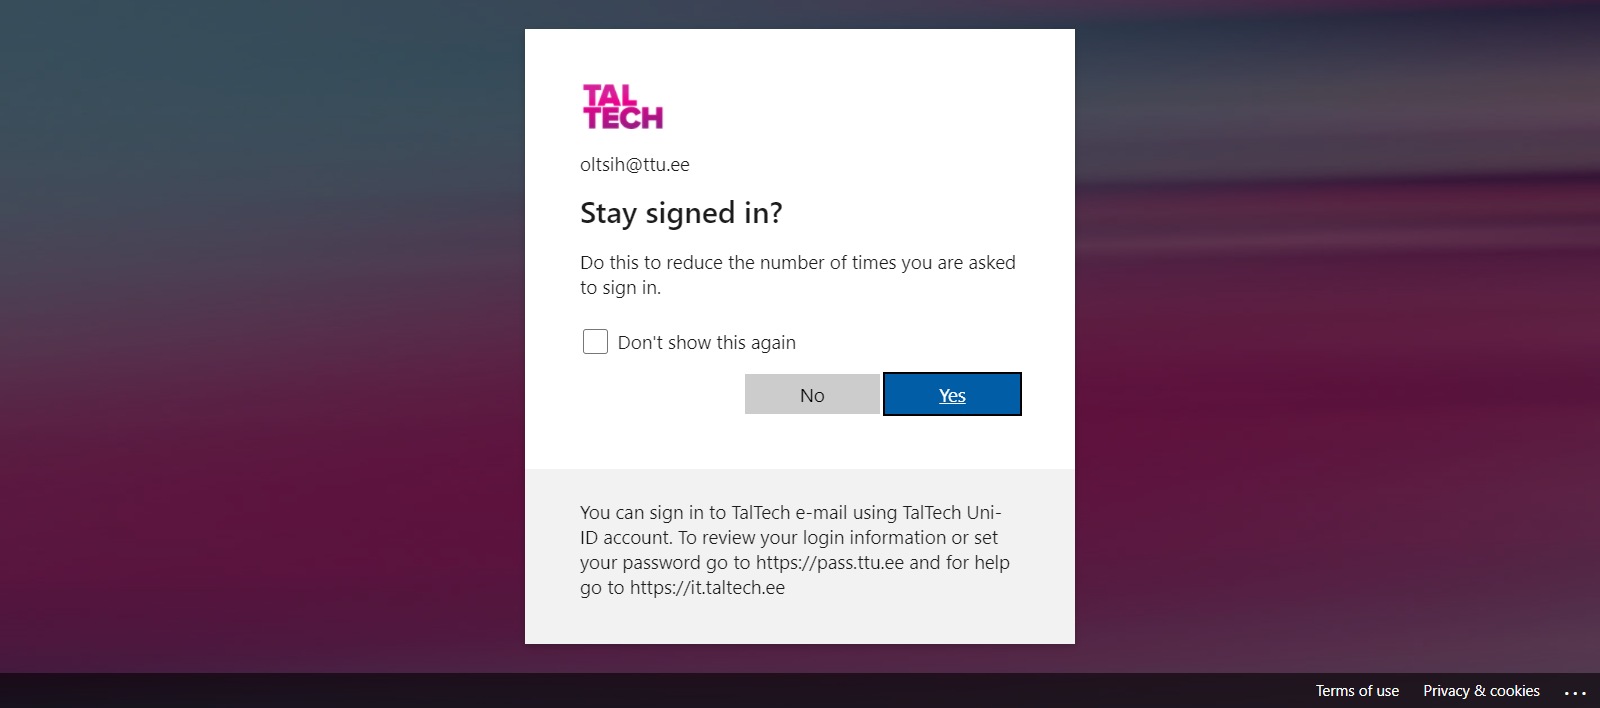 TAL
TECH
oltsih@ttu.ee
Stay signed in?
Do this to reduce the number of times you are asked
to sign in.
Don't show this again
No
Yes
You can sign in to TalTech e-mail using TalTech Uni-
ID account. To review your login information or set
your password go to https://pass.ttu.ee and for help
go to https://it.taltech.ee
Terms of use
Privacy & cookies
...